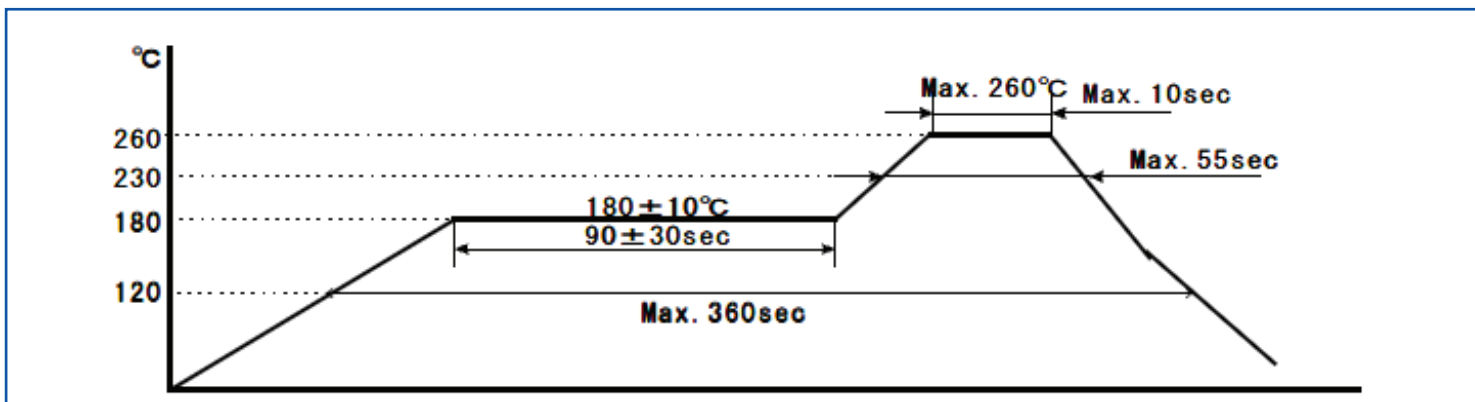 ℃
Max. 260℃
Max. 10sec
260
Max. 55sec
230
180±10℃
180
90±30sec
120
Max. 360sec